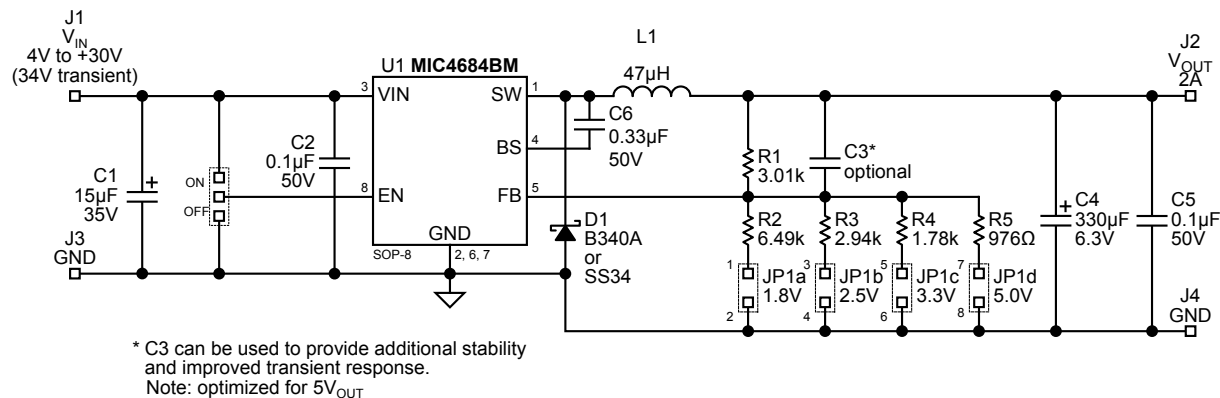 J1
VIN
4V to +30V
(34V transient)
U1 MIC4684BM
L1
47µH
J2
VOUT
2A
3
VIN
SW
1
C6
0.33µF
50V
BS
4
C2
0.1µF
50V
C1
15µF
35V
+
ON
OFF
8
EN
FB
5
GND
SOP-8
2, 6, 7
R1
3.01k
C3*
optional
D1
B340A
or
SS34
R2
6.49k
R3
2.94k
R4
1.78k
R5
976Ω
+
C4
330µF
6.3V
C5
0.1µF
50V
J3
GND
1
JP1a
1.8V
2
3
JP1b
2.5V
4
5
JP1c
3.3V
6
7
JP1d
5.0V
8
J4
GND
* C3 can be used to provide additional stability
and improved transient response.
Note: optimized for 5VOUT